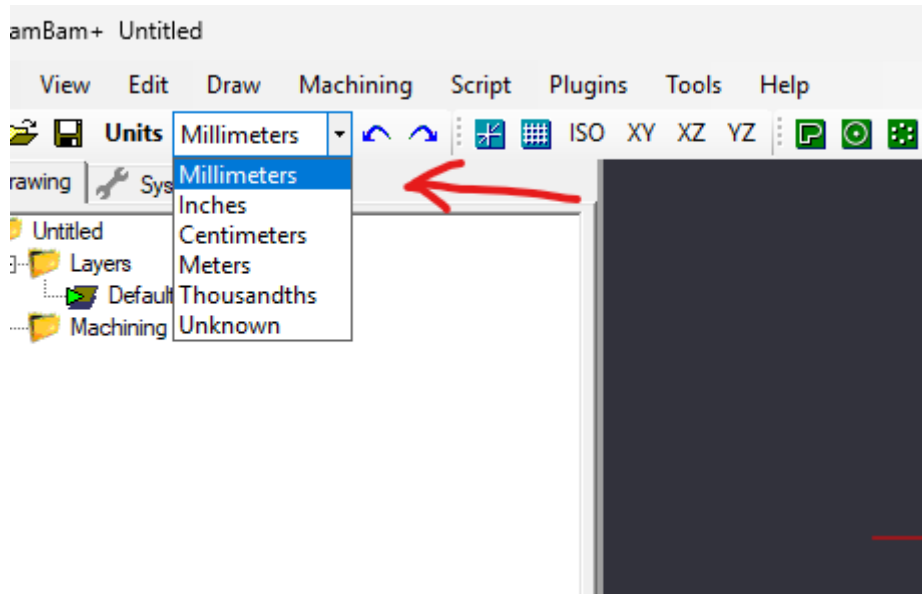 amBam+ Untitled
View Edit Draw Machining Script Plugins Tools Help
Units Millimeters ISO XY XZ YZ
rawing Sys
Millimeters
Inches
Centimeters
Meters
Thousandths
Unknown
Untitled
Layers
Default
Machining